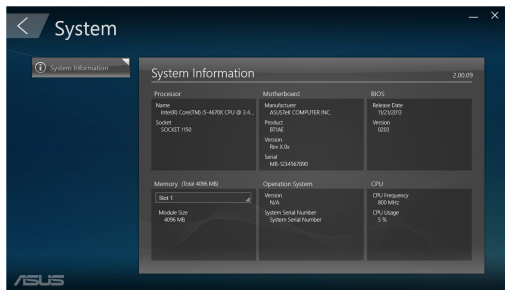 System
System Information
System Information
2.00.09
Processor
Name
Intel(R) Core(TM) i5-4670K CPU @ 3.4...
Socket
SOCKET 1150
Motherboard
Manufacturer
ASUSTeK COMPUTER INC.
Product
BT1AE
Version
Rev X.0x
Serial
MB-1234567890
BIOS
Release Date
11/21/2013
Version
0203
Memory (Total 4096 MB)
Slot 1
Module Size
4096 MB
Operation System
Version
N/A
System Serial Number
System Serial Number
CPU
CPU Frequency
800 MHz
CPU Usage
5 %
ASUS